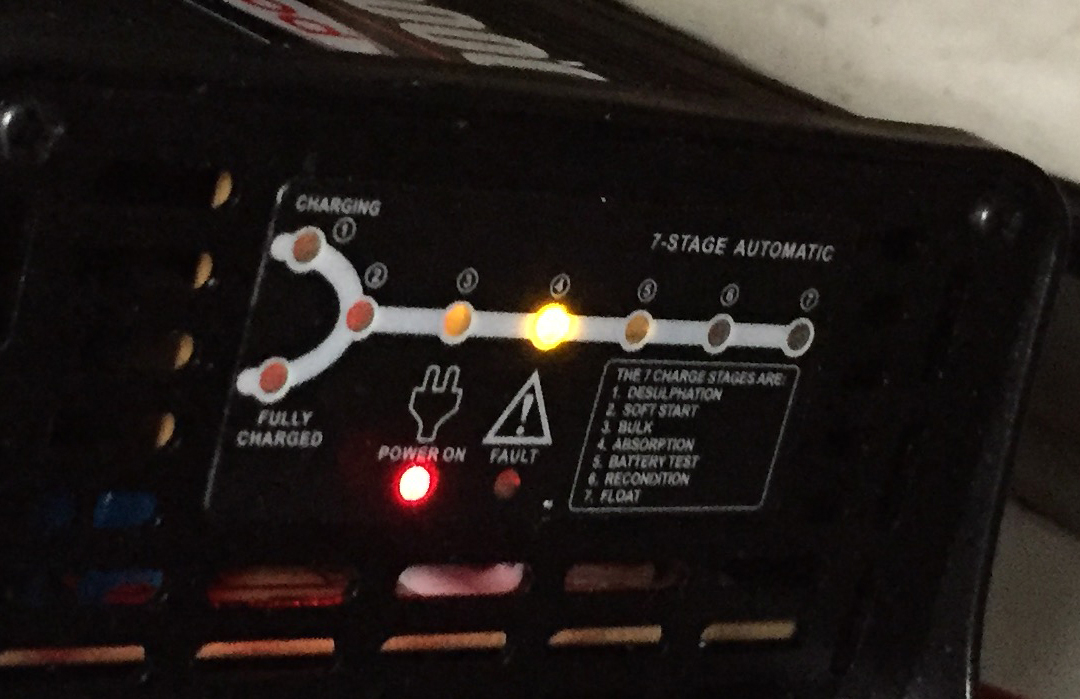 CHARGING
①
②
③
④
⑤
⑥
⑦
7-STAGE AUTOMATIC
FULLY
CHARGED
POWER ON
FAULT
THE 7 CHARGE STAGES ARE:
1. DESULPHATION
2. SOFT START
3. BULK
4. ABSORPTION
5. BATTERY TEST
6. RECONDITION
7. FLOAT